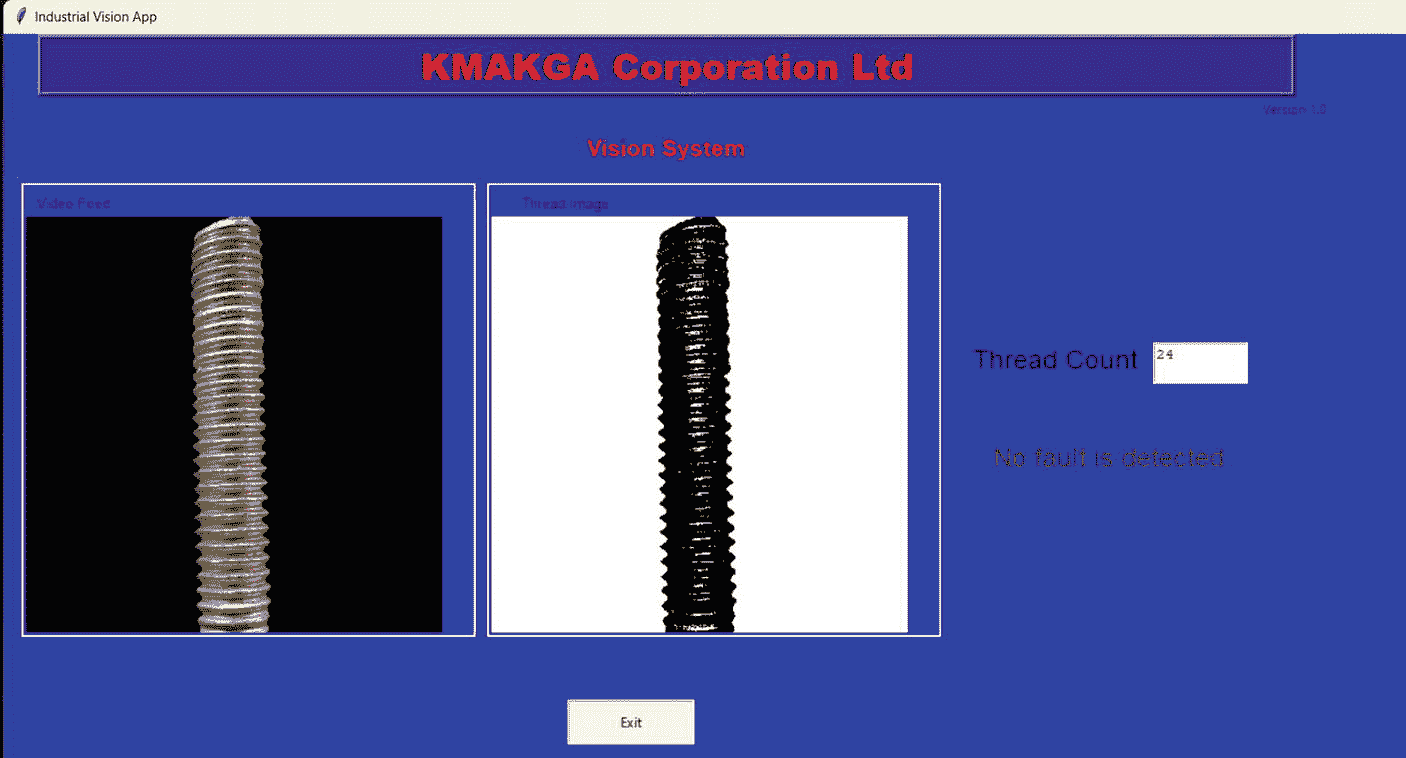 Industrial Vision App
KMAKGA Corporation Ltd
Version 1.0
Vision System
Video Feed
Thread Image
Thread Count 24
No fault is detected
Exit